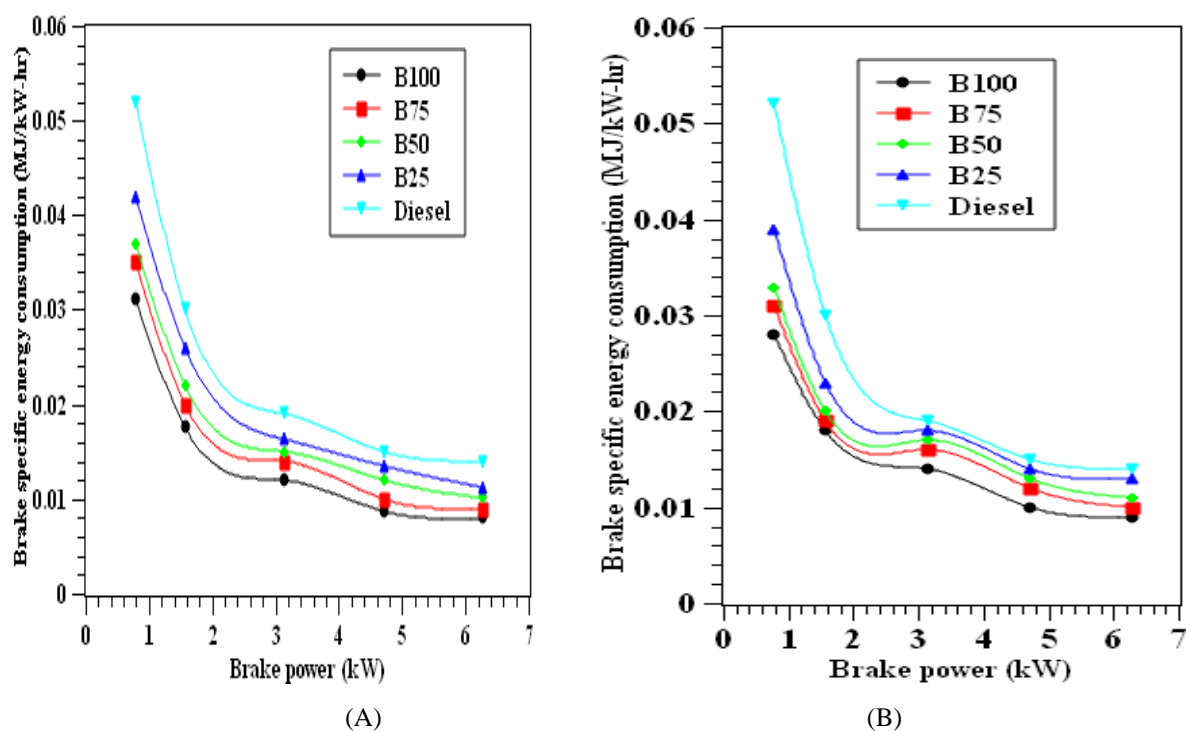 Brake specific energy consumption (MJ/kW-hr)
0.06
0.05
0.04
0.03
0.02
0.01
0
B100
B75
B50
B25
Diesel
0 1 2 3 4 5 6 7
Brake power (kW)
(A)
Brake specific energy consumption (MJ/kW-hr)
0.06
0.05
0.04
0.03
0.02
0.01
0
B100
B75
B50
B25
Diesel
0 1 2 3 4 5 6 7
Brake power (kW)
(B)